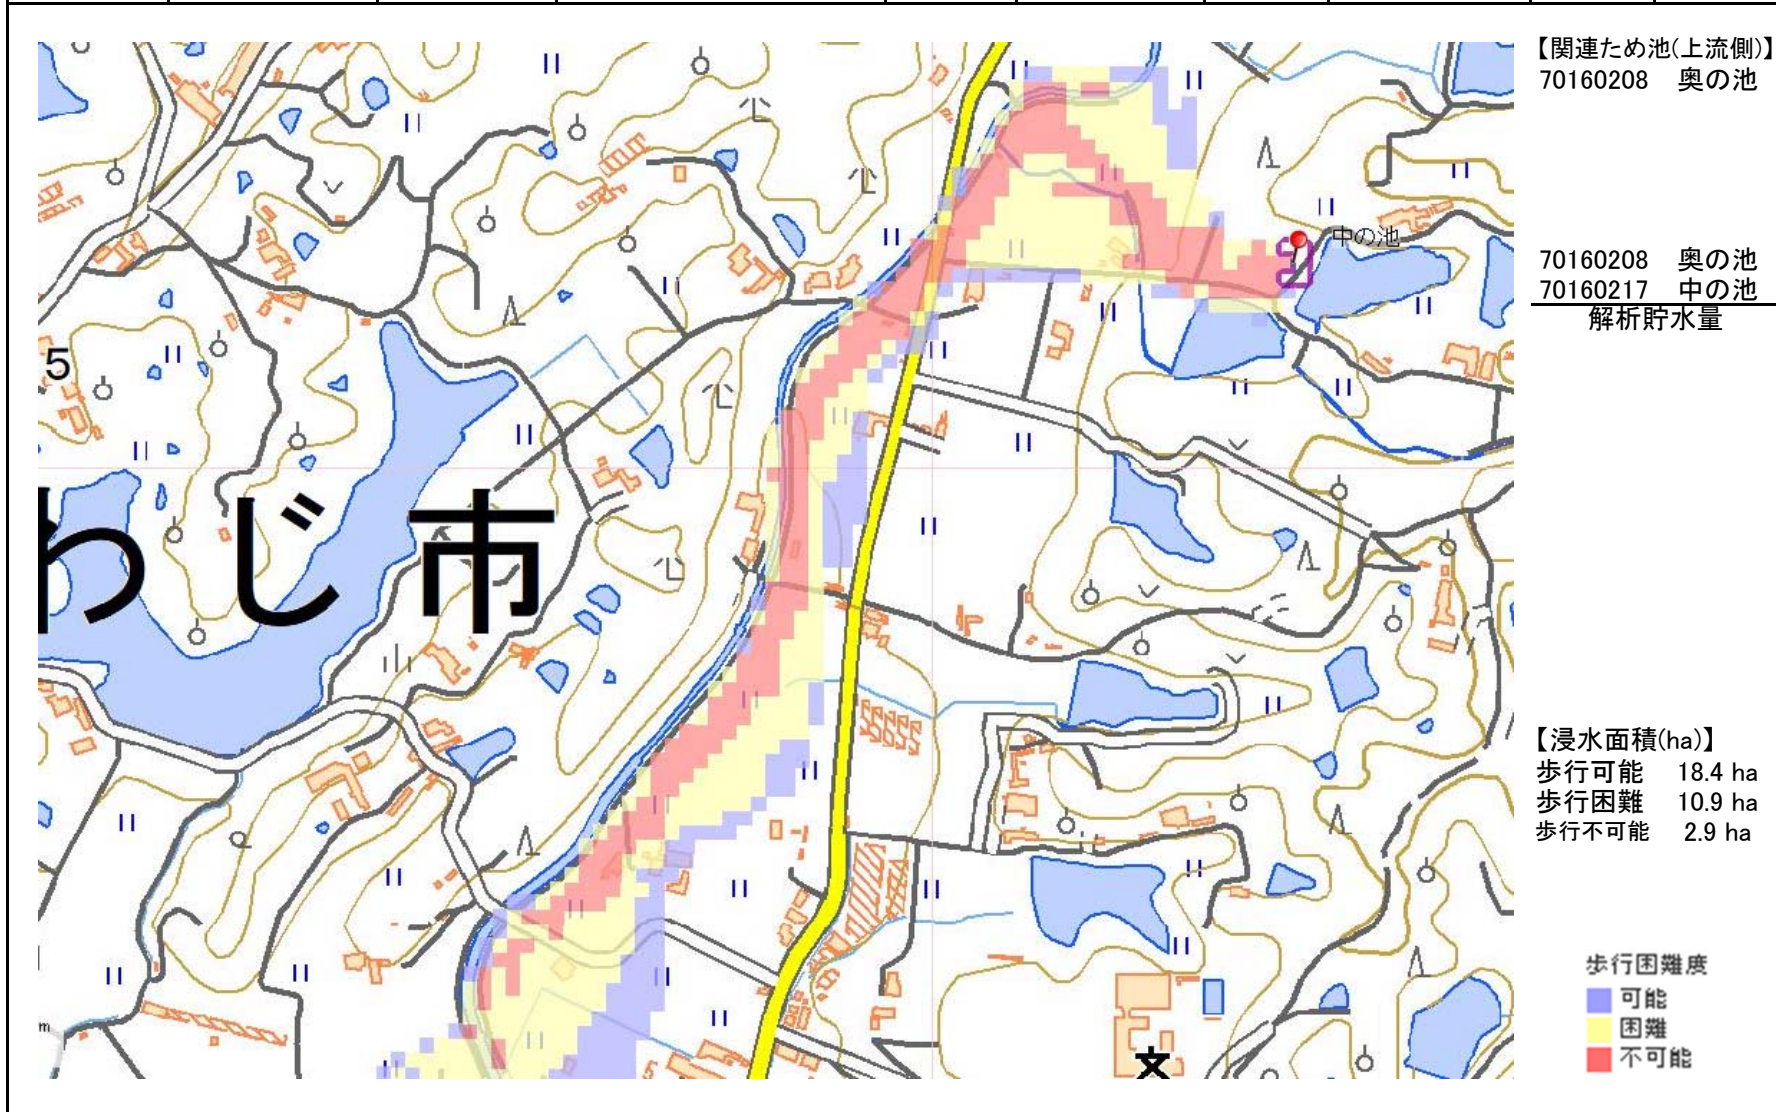 【関連ため池(上流側)】
70160208 奥の池
中の池
70160208 奥の池
70160217 中の池
解析貯水量
5
わじ市
【浸水面積(ha)】
歩行可能 18.4 ha
歩行困難 10.9 ha
歩行不可能 2.9 ha
歩行困難度
可能
困難
不可能
m
5